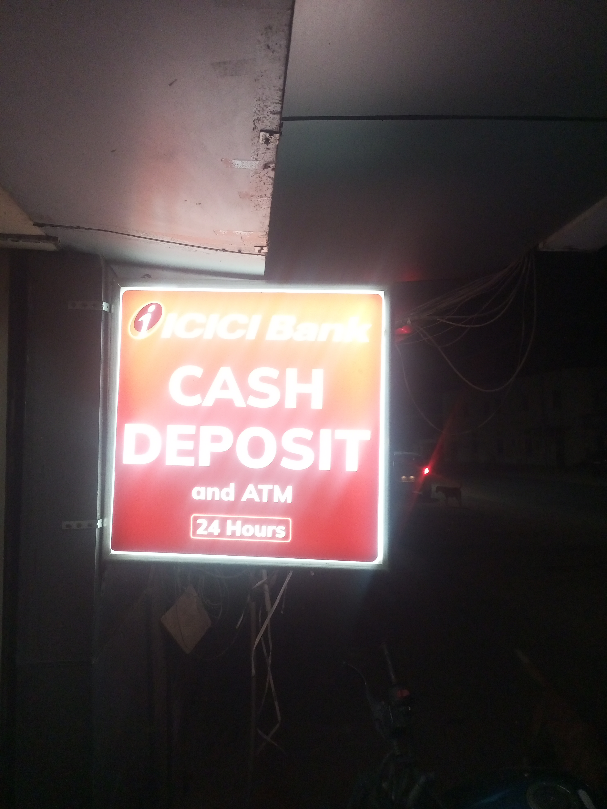 i ICICI Bank
CASH
DEPOSIT
and ATM
24 Hours